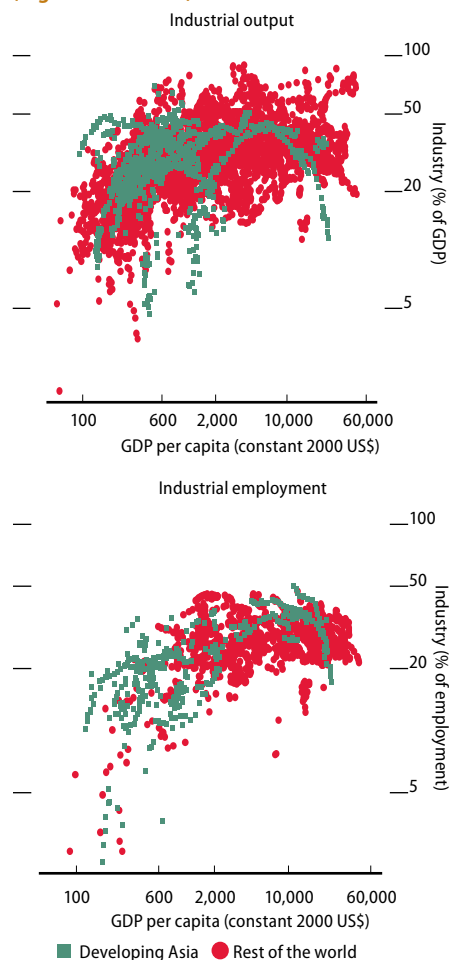 Industrial output
100
50
20
5
Industry (% of GDP)
100 600 2,000 10,000 60,000
GDP per capita (constant 2000 US$)
Industrial employment
100
50
20
5
Industry (% of employment)
100 600 2,000 10,000 60,000
GDP per capita (constant 2000 US$)
Developing Asia Rest of the world